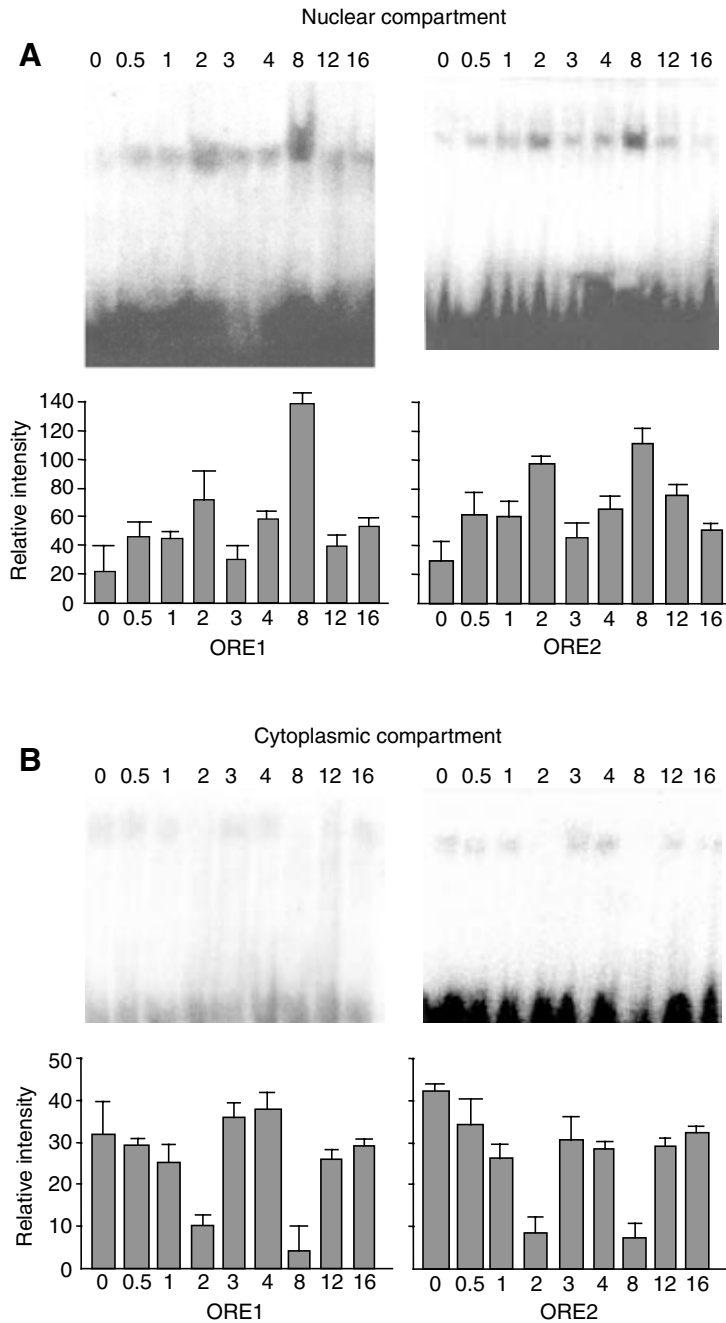 Nuclear compartment
A
0 0.5 1 2 3 4 8 12 16
0 0.5 1 2 3 4 8 12 16
Relative intensity
140
120
100
80
60
40
20
0
0 0.5 1 2 3 4 8 12 16
ORE1
0 0.5 1 2 3 4 8 12 16
ORE2
Cytoplasmic compartment
B
0 0.5 1 2 3 4 8 12 16
0 0.5 1 2 3 4 8 12 16
Relative intensity
50
40
30
20
10
0
0 0.5 1 2 3 4 8 12 16
ORE1
0 0.5 1 2 3 4 8 12 16
ORE2